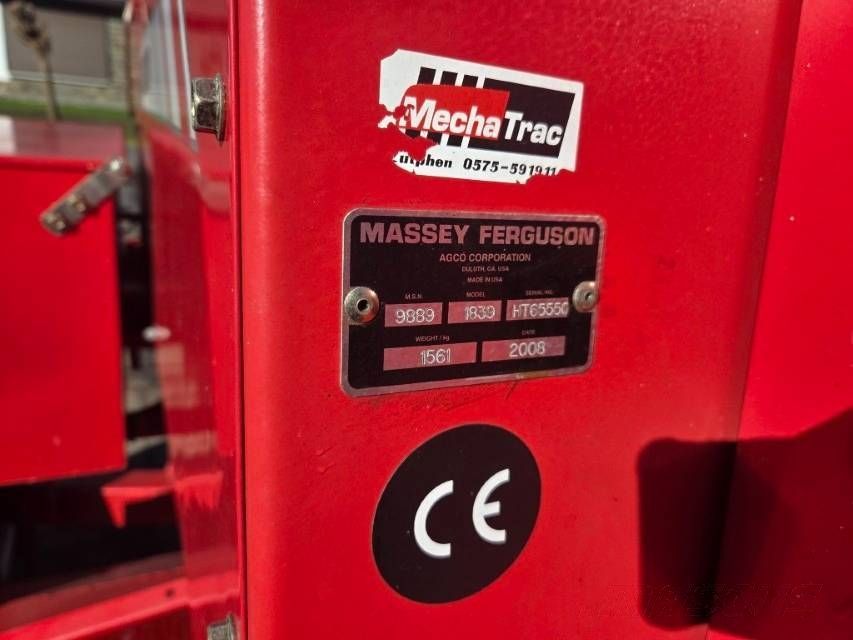 MechaTrac
utphen 0575-591911
MASSEY FERGUSON
AGCO CORPORATION
DULUTH, GA. USA
MADE IN USA
M.G.N. MODEL SERIAL NO.
9889 1839 HT65550
WEIGHT / Kg DATE
1561 2008
CE